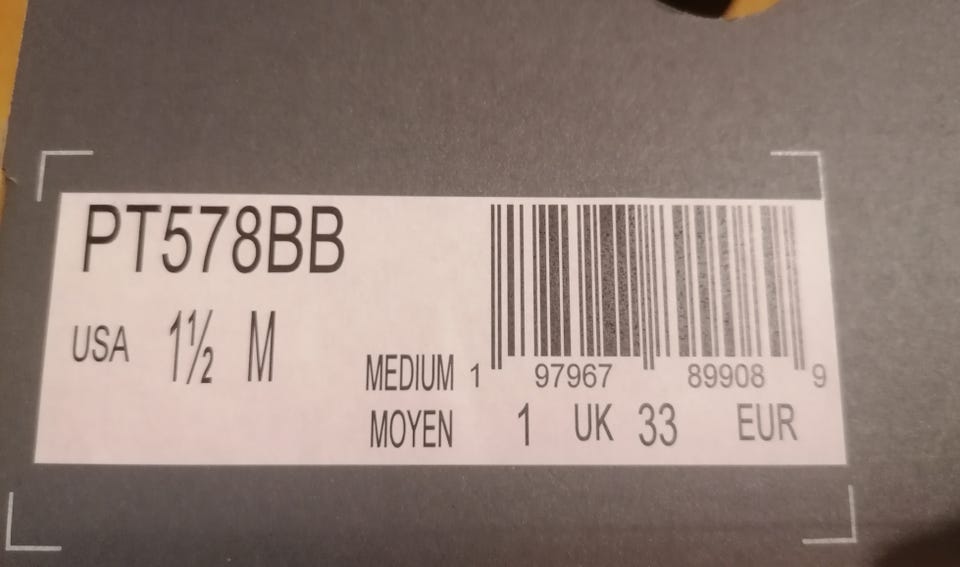 PT578BB
USA 1½ M
MEDIUM 1 97967 89908 9
MOYEN 1 UK 33 EUR